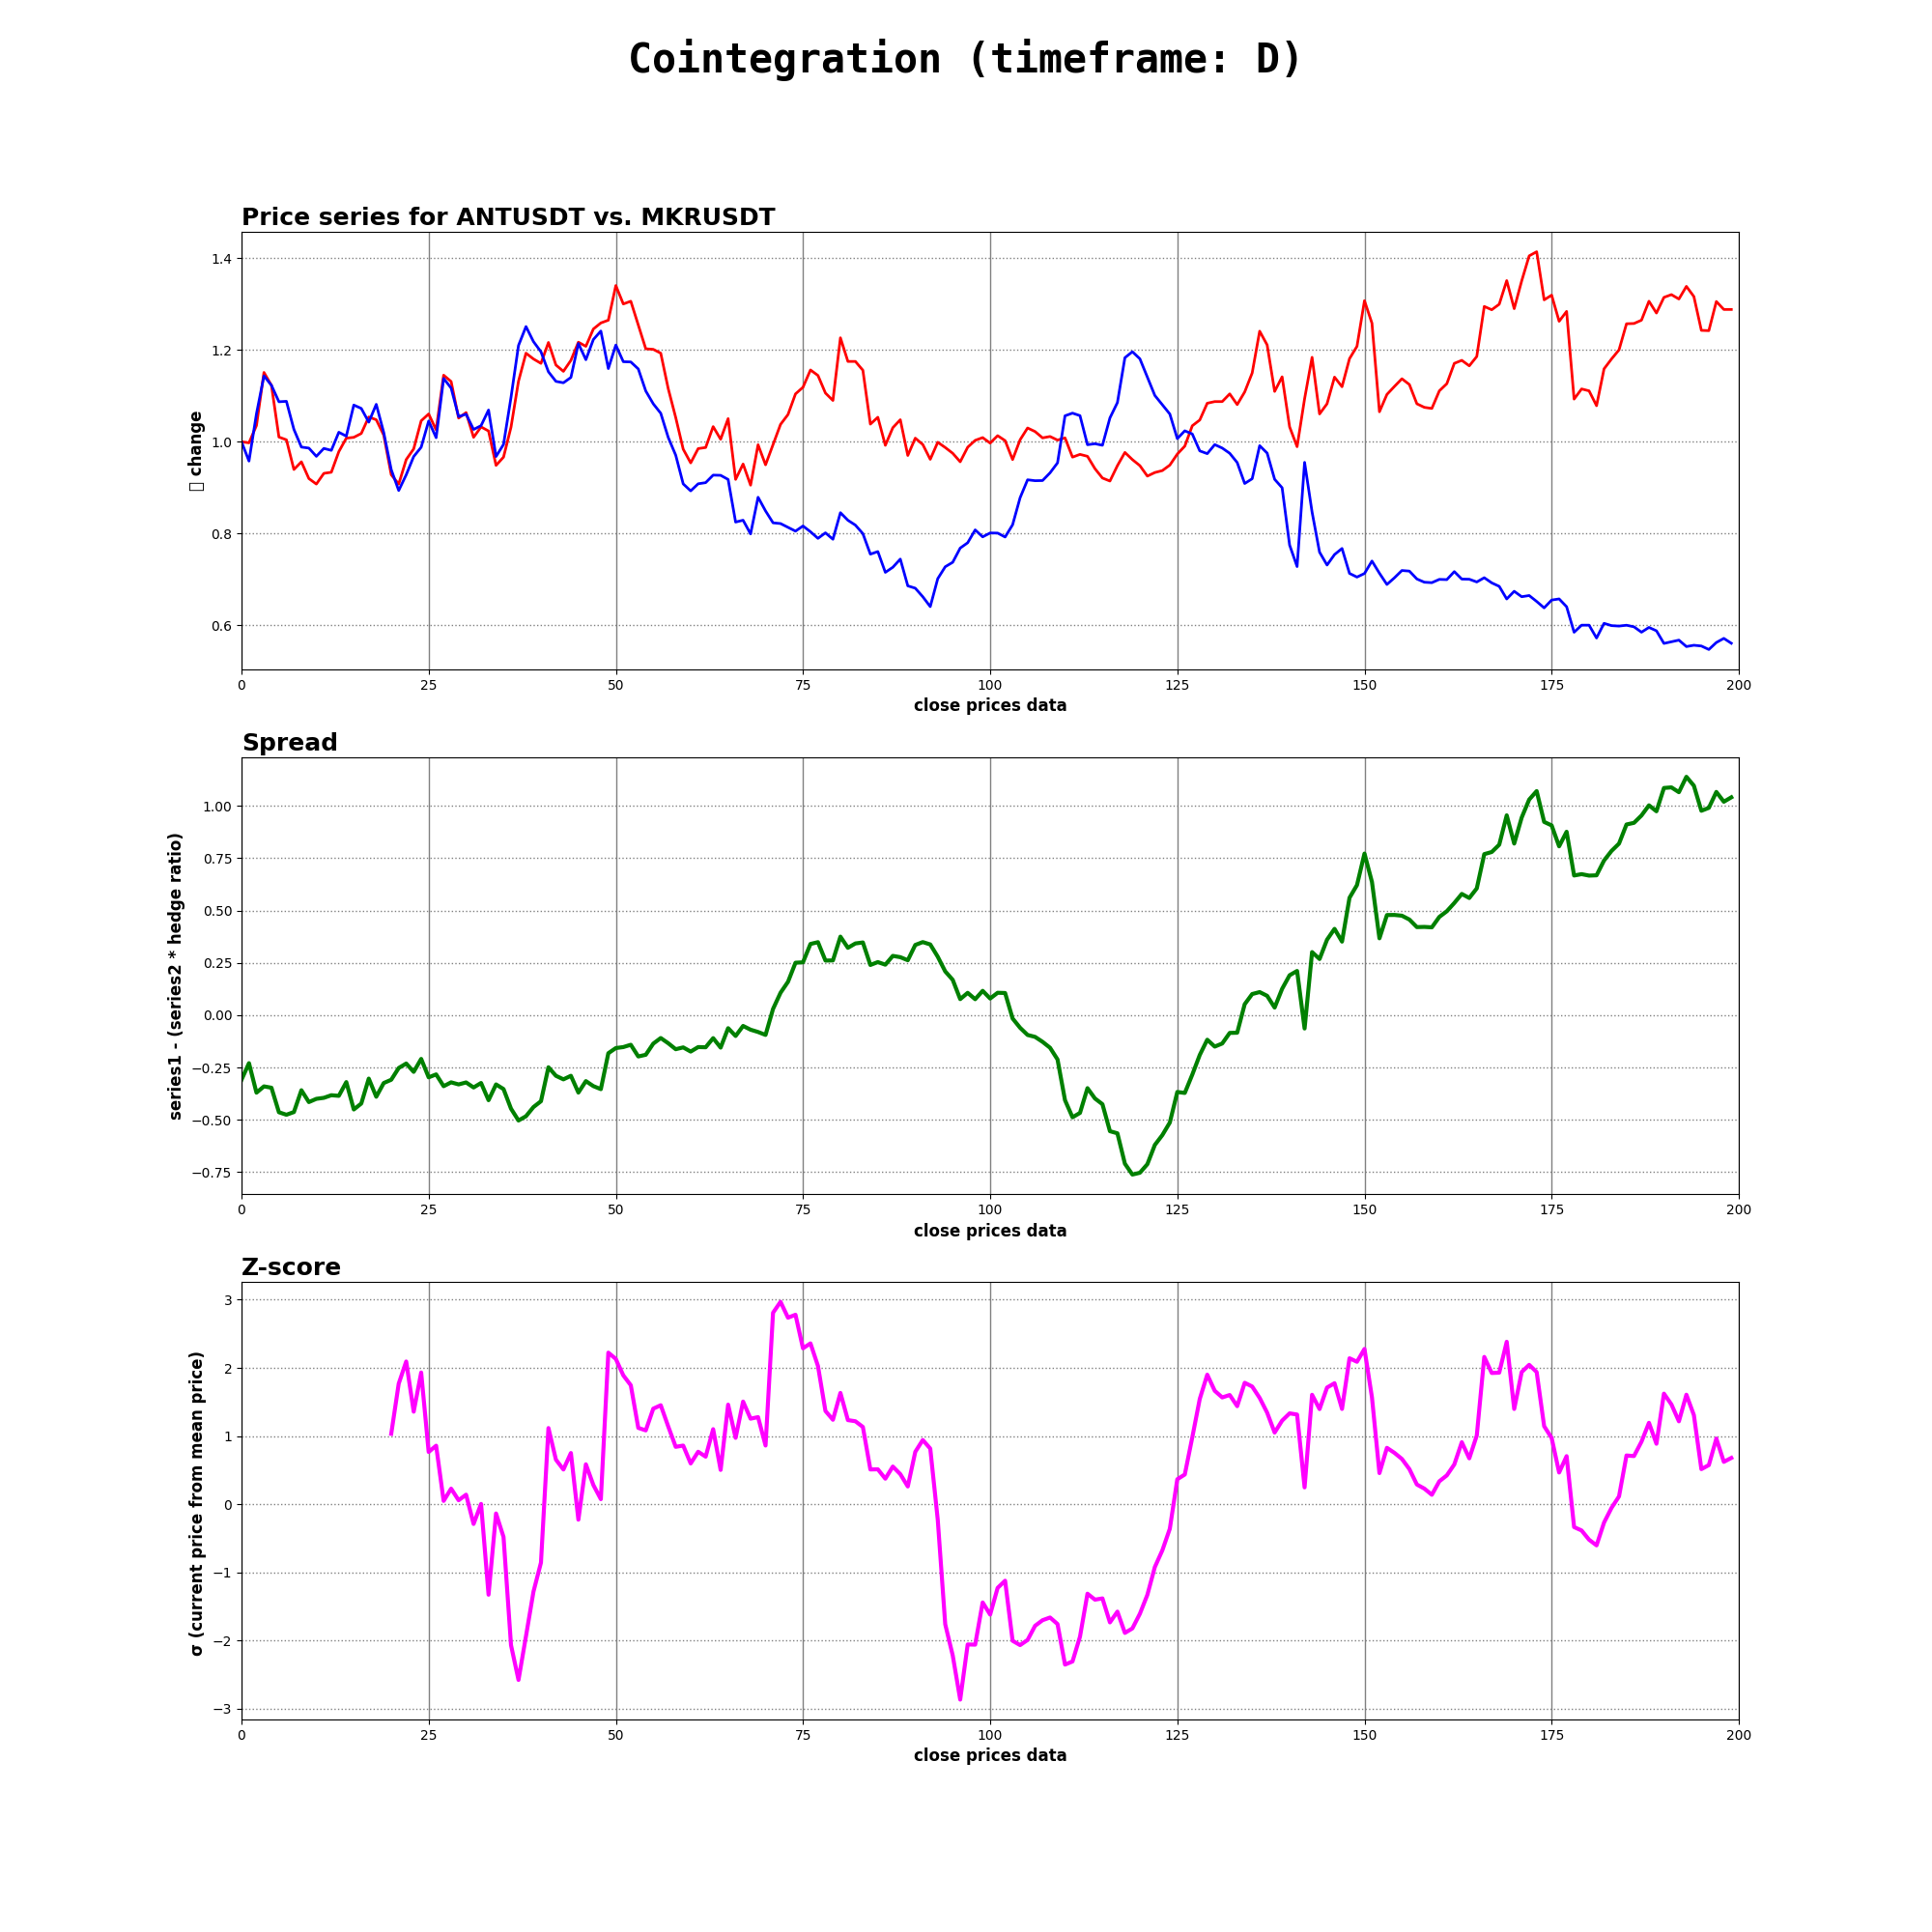 Cointegration (timeframe: D)
Price series for ANTUSDT vs. MKRUSDT
change
1.4
1.2
1.0
0.8
0.6
0 25 50 75 100 125 150 175 200
close prices data
Spread
series1 - (series2 * hedge ratio)
1.00
0.75
0.50
0.25
0.00
−0.25
−0.50
−0.75
0 25 50 75 100 125 150 175 200
close prices data
Z-score
σ (current price from mean price)
3
2
1
0
−1
−2
−3
0 25 50 75 100 125 150 175 200
close prices data